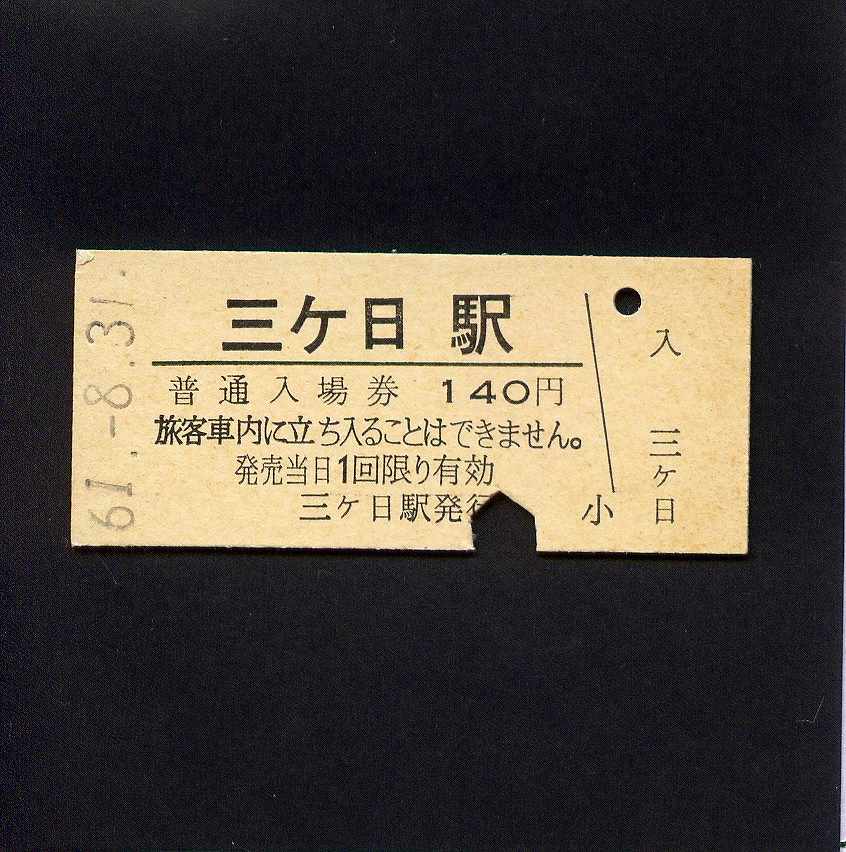 61.-8.31.
三ケ日駅
普通入場券 140円
旅客車内に立ち入ることはできません。
発売当日1回限り有効
三ケ日駅発行
小
入
三ケ日